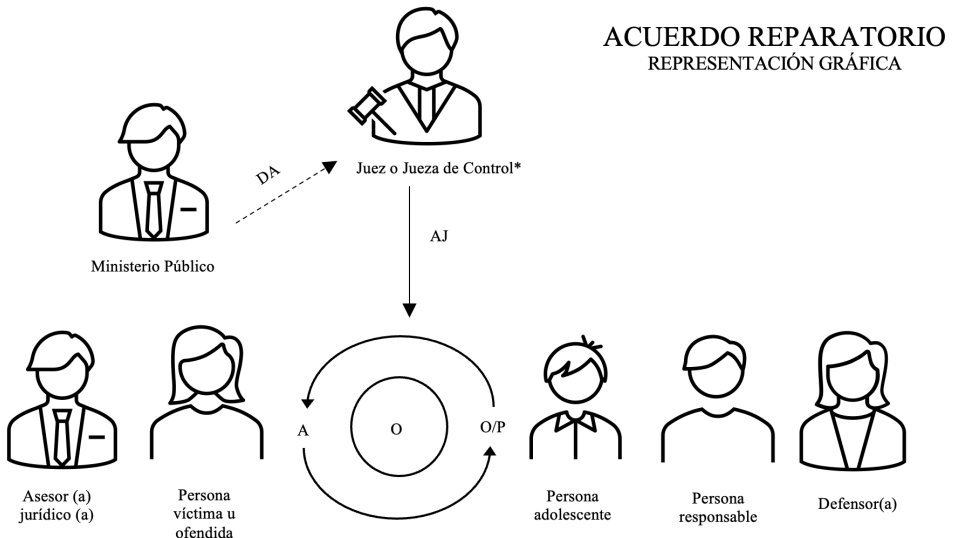 ACUERDO REPARATORIO
REPRESENTACIÓN GRÁFICA
Juez o Jueza de Control*
DA
Ministerio Público
AJ
A
O
O/P
Asesor (a)
jurídico (a)
Persona
víctima u
ofendida
Persona
adolescente
Persona
responsable
Defensor(a)